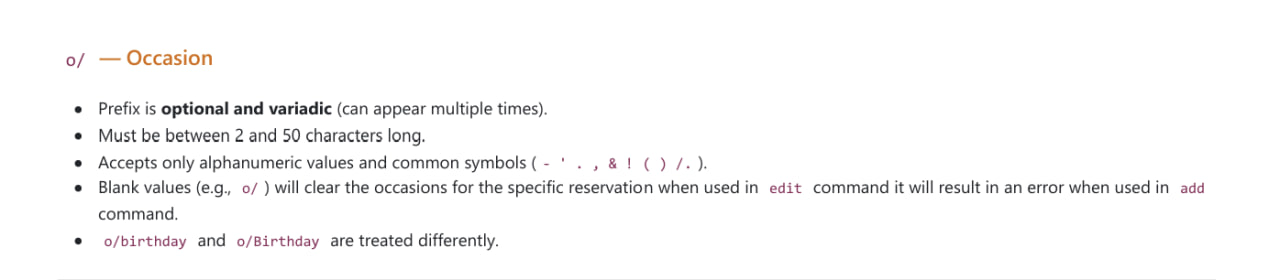 o/ — Occasion
● Prefix is optional and variadic (can appear multiple times).
● Must be between 2 and 50 characters long.
● Accepts only alphanumeric values and common symbols ( - ' . , & ! ( ) /. ).
● Blank values (e.g., o/ ) will clear the occasions for the specific reservation when used in edit command it will result in an error when used in add
command.
● o/birthday and o/Birthday are treated differently.